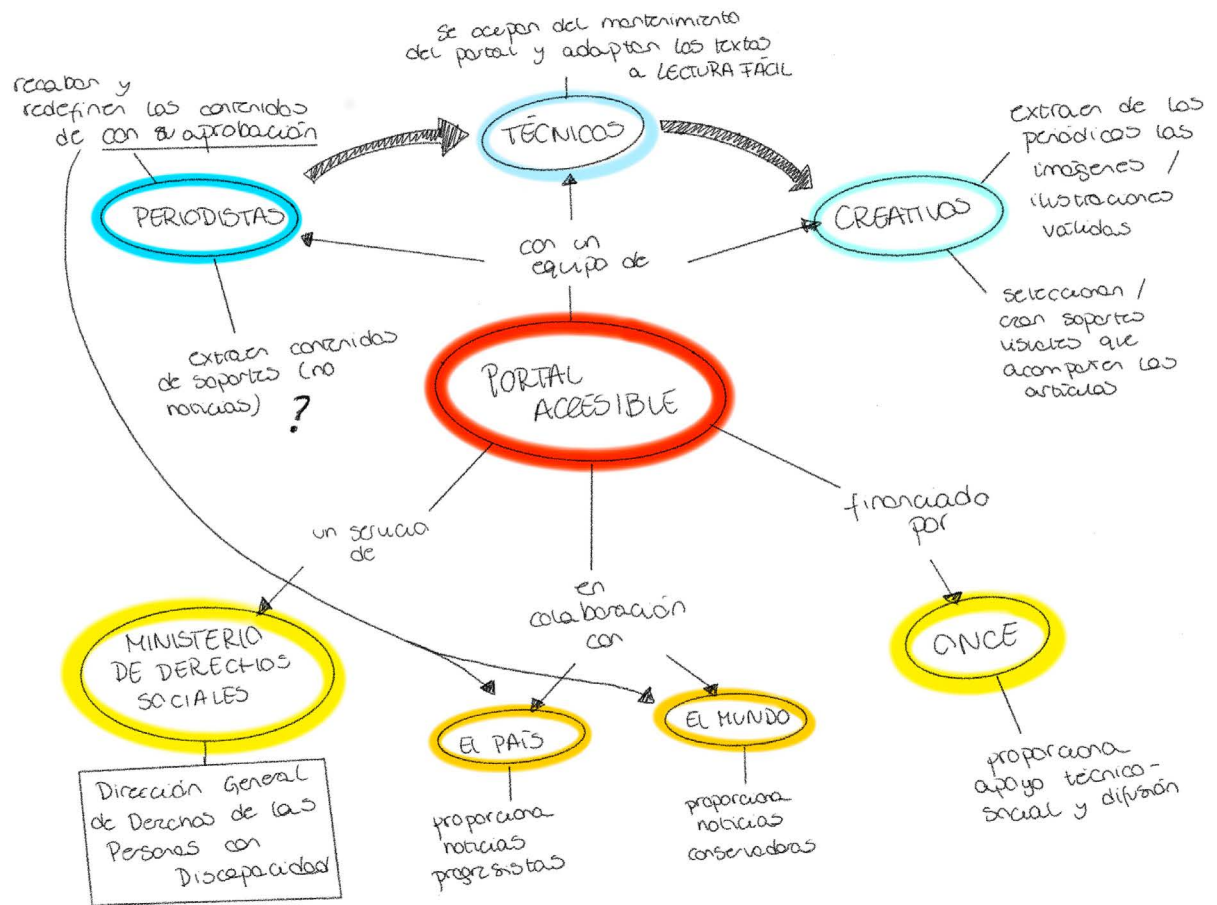 se ocupan del mantenimiento
del portal y adaptan los textos
a LECTURA FÁCIL
recaban y
redefinen los contenidos
de con su aprobación
TÉCNICOS
extraen de los
periódicos las
imágenes /
ilustraciones
válidas
PERIODISTAS
CREATIVOS
con un
equipo de
seleccionan /
crean soportes
visuales que
acompañen los
artículos
extraen contenidos
de soportes (no
noticias) ?
PORTAL
ACCESIBLE
un servicio
de
en
colaboración
con
financiado
por
MINISTERIO
DE DERECHOS
SOCIALES
EL PAÍS
EL MUNDO
ONCE
Dirección General
de Derechos de las
Personas con
Discapacidad
proporciona
noticias
progresistas
proporciona
noticias
conservadoras
proporciona
apoyo técnico-
social y difusión